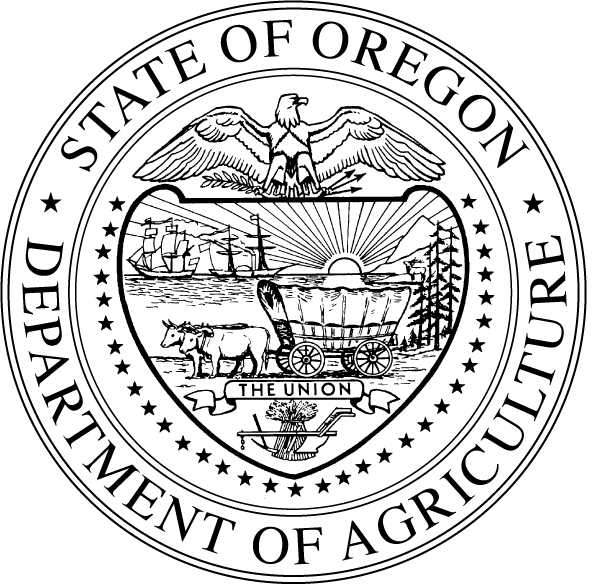 STATE OF OREGON
THE UNION
DEPARTMENT OF AGRICULTURE